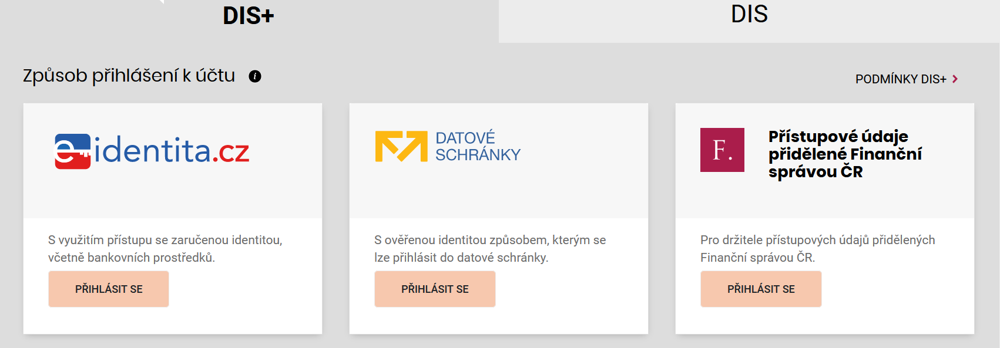 DIS+
DIS
Způsob přihlášení k účtu i
PODMÍNKY DIS+
e identita.cz
S využitím přístupu se zaručenou identitou,
včetně bankovních prostředků.
PŘIHLÁSIT SE
DATOVÉ
SCHRÁNKY
S ověřenou identitou způsobem, kterým se
lze přihlásit do datové schránky.
PŘIHLÁSIT SE
F.
Přístupové údaje
přidělené Finanční
správou ČR
Pro držitele přístupových údajů přidělených
Finanční správou ČR.
PŘIHLÁSIT SE